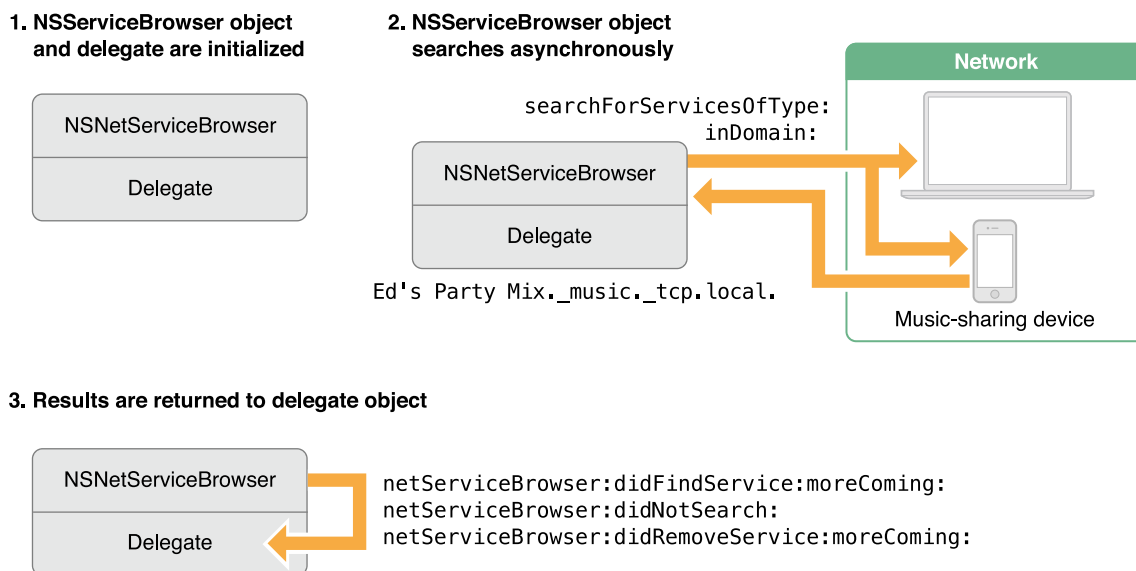 1. NSServiceBrowser object
and delegate are initialized
NSNetServiceBrowser
Delegate
2. NSServiceBrowser object
searches asynchronously
searchForServicesOfType:
inDomain:
NSNetServiceBrowser
Delegate
Ed's Party Mix._music._tcp.local.
Network
Music-sharing device
3. Results are returned to delegate object
NSNetServiceBrowser
Delegate
netServiceBrowser:didFindService:moreComing:
netServiceBrowser:didNotSearch:
netServiceBrowser:didRemoveService:moreComing: